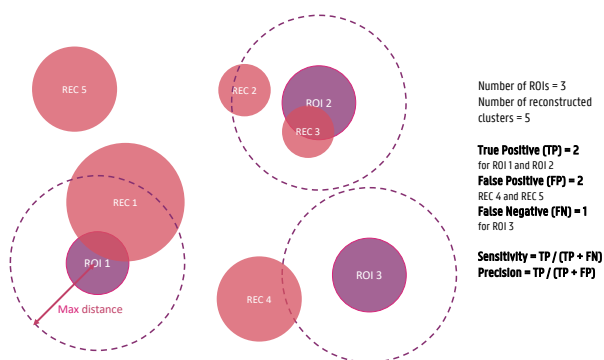 REC 5
REC 2
ROI 2
REC 3
REC 1
ROI 1
Max distance
REC 4
ROI 3
Number of ROIs = 3
Number of reconstructed
clusters = 5
True Positive (TP) = 2
for ROI 1 and ROI 2
False Positive (FP) = 2
REC 4 and REC 5
False Negative (FN) = 1
for ROI 3
Sensitivity = TP / (TP + FN)
Precision = TP / (TP + FP)